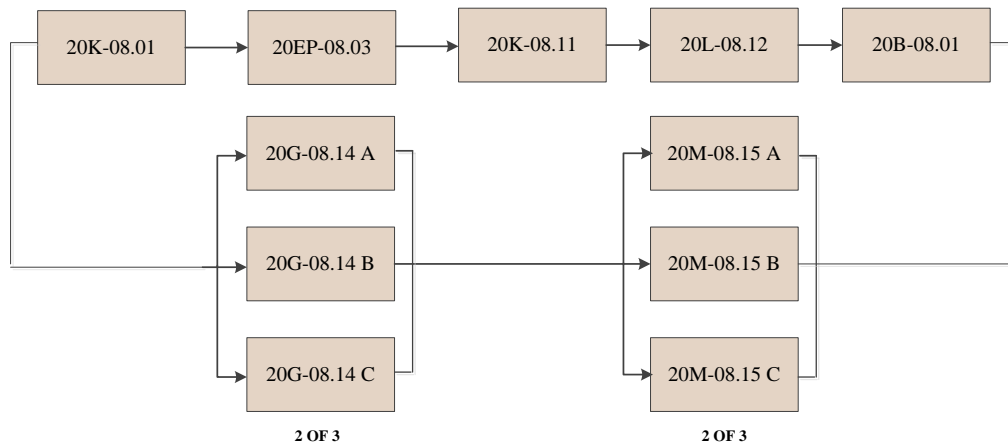 20K-08.01
20EP-08.03
20K-08.11
20L-08.12
20B-08.01
20G-08.14 A
20M-08.15 A
20G-08.14 B
20M-08.15 B
20G-08.14 C
20M-08.15 C
2 OF 3
2 OF 3